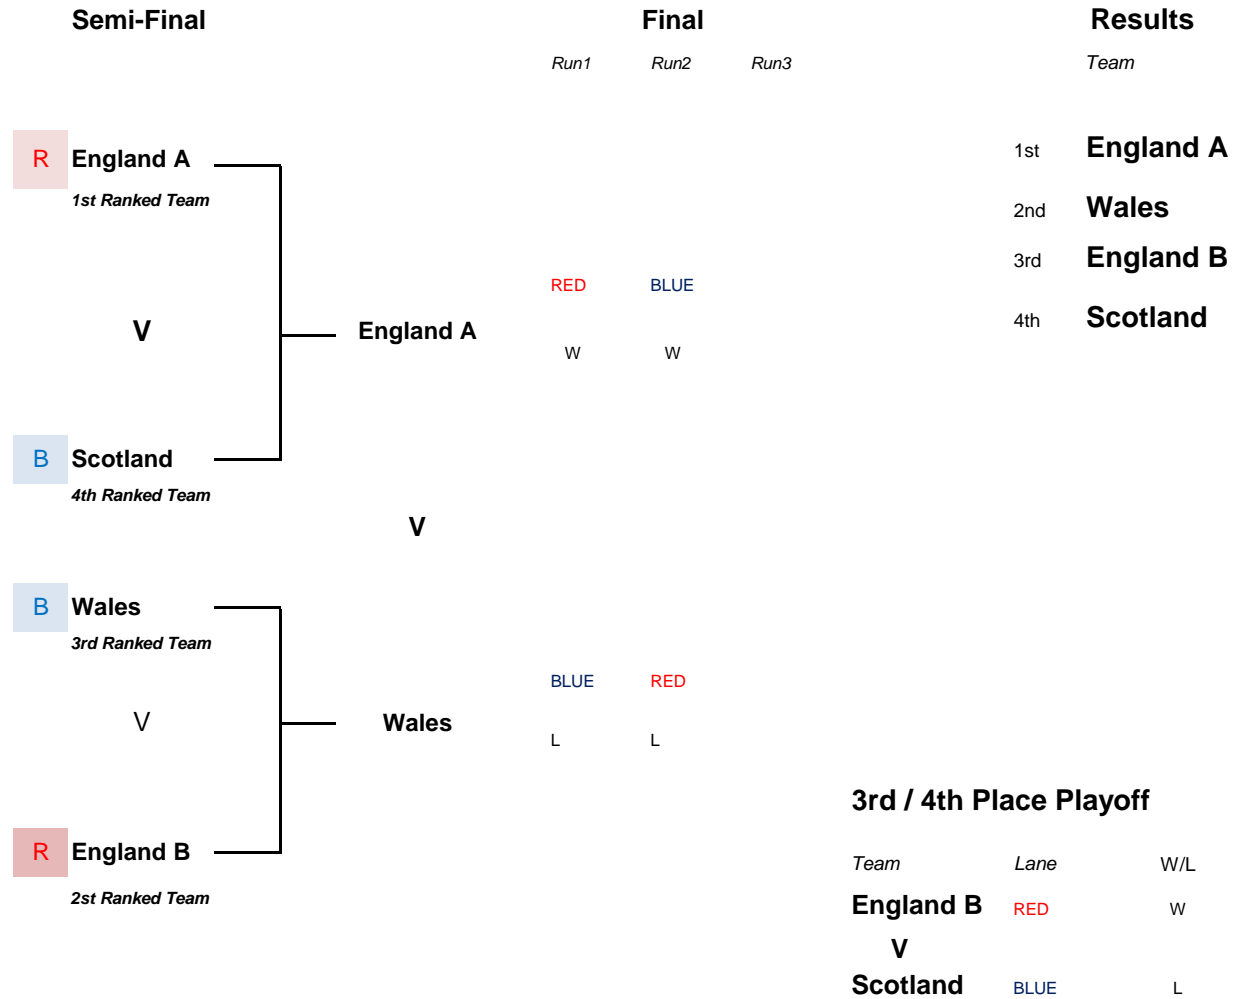 Semi-Final Final Results
Run1 Run2 Run3 Team
R England A 1st England A
1st Ranked Team
2nd Wales
3rd England B
RED BLUE
V England A 4th Scotland
W W
B Scotland
4th Ranked Team
V
B Wales
3rd Ranked Team
BLUE RED
V Wales
L L
3rd / 4th Place Playoff
R England B
Team Lane W/L
2st Ranked Team
England B RED W
V
Scotland BLUE L